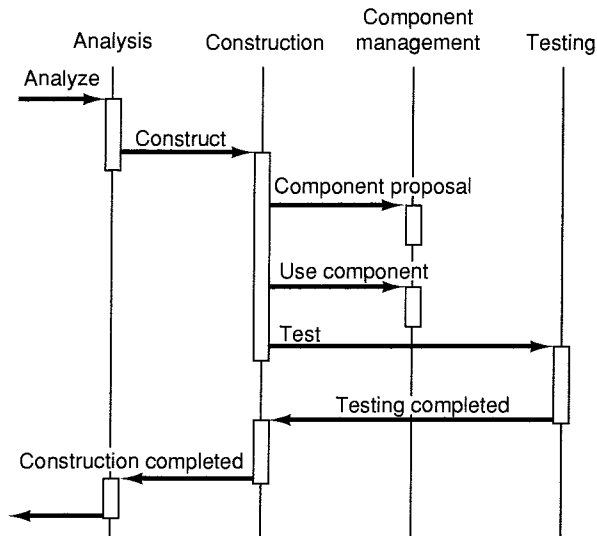 Component
Analysis Construction management Testing
Analyze
Construct
Component proposal
Use component
Test
Testing completed
Construction completed